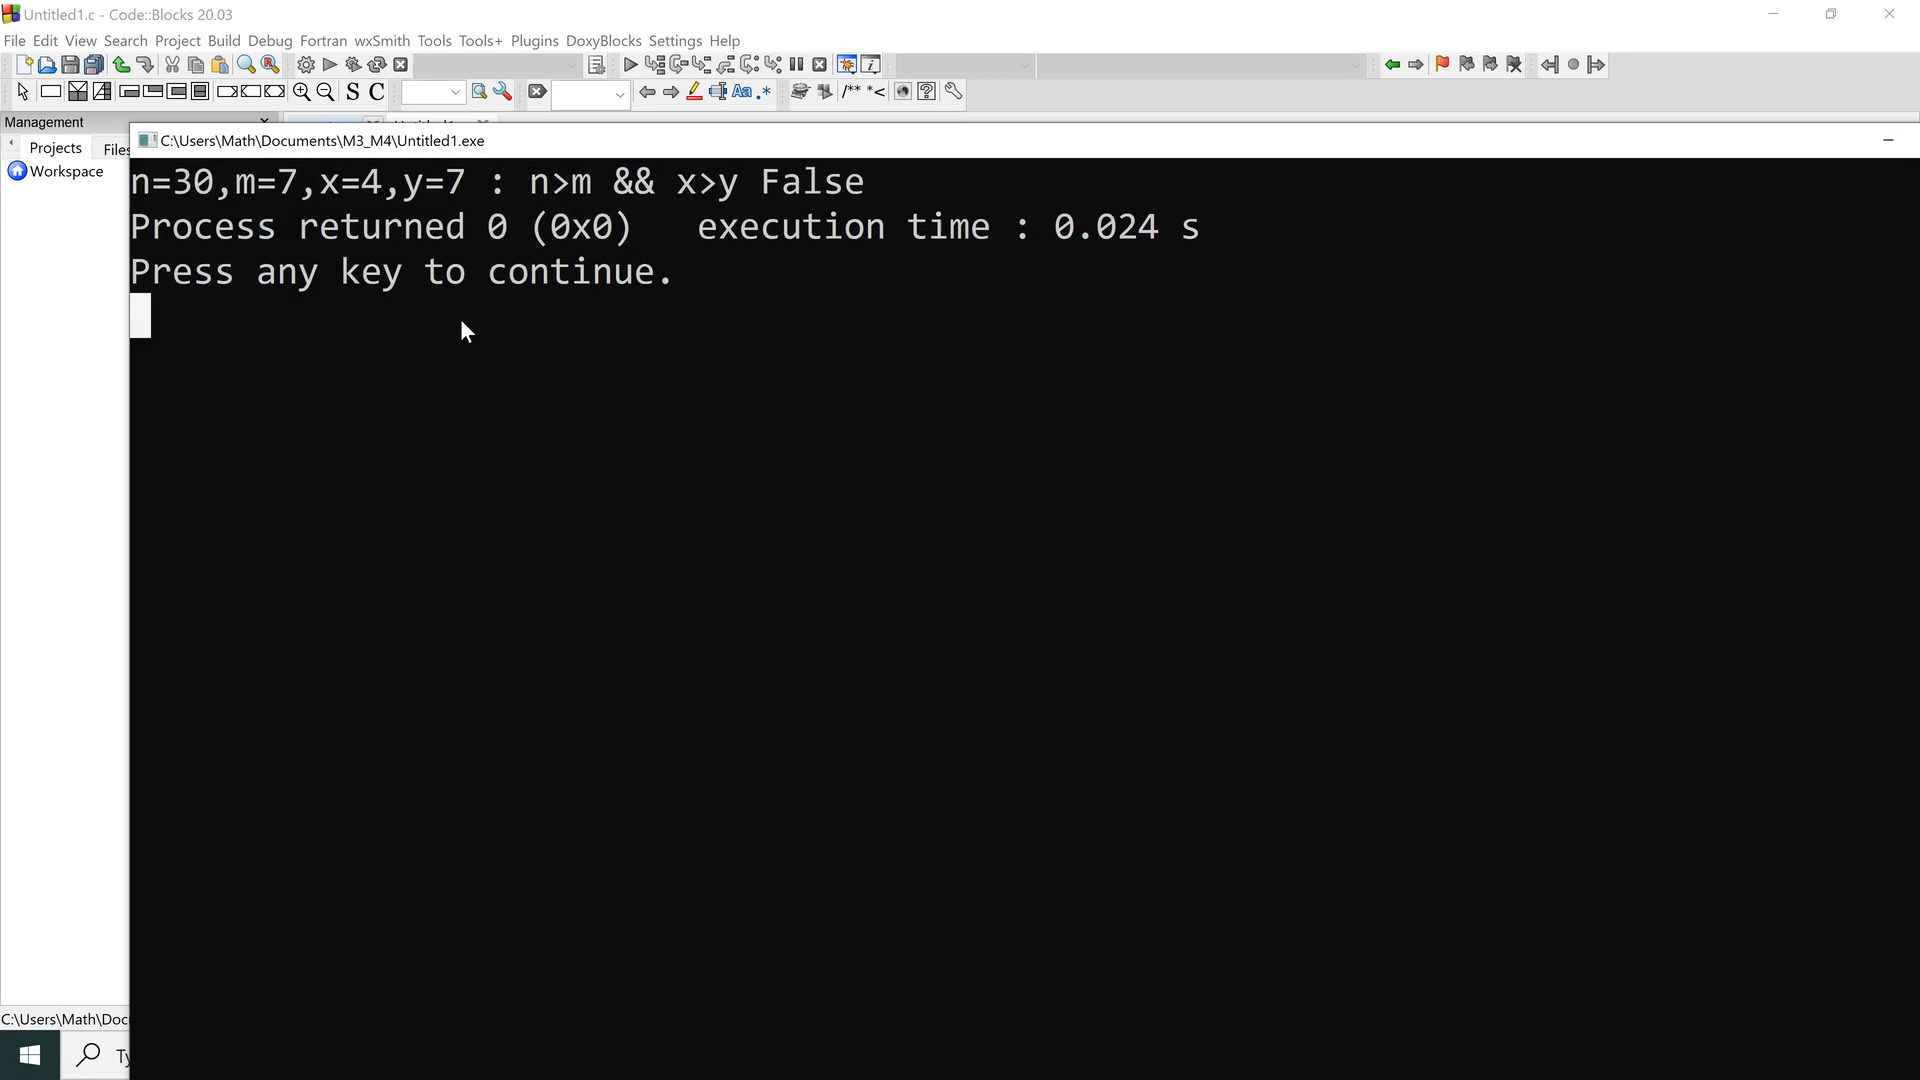 Untitled1.c - Code::Blocks 20.03
File Edit View Search Project Build Debug Fortran wxSmith Tools Tools+ Plugins DoxyBlocks Settings Help
S C
Aa .*
/** *<
Management
C:\Users\Math\Documents\M3_M4\Untitled1.exe
Projects Files
Workspace
n=30,m=7,x=4,y=7 : n>m && x>y False
Process returned 0 (0x0)   execution time : 0.024 s
Press any key to continue.
C:\Users\Math\Doc
Ty